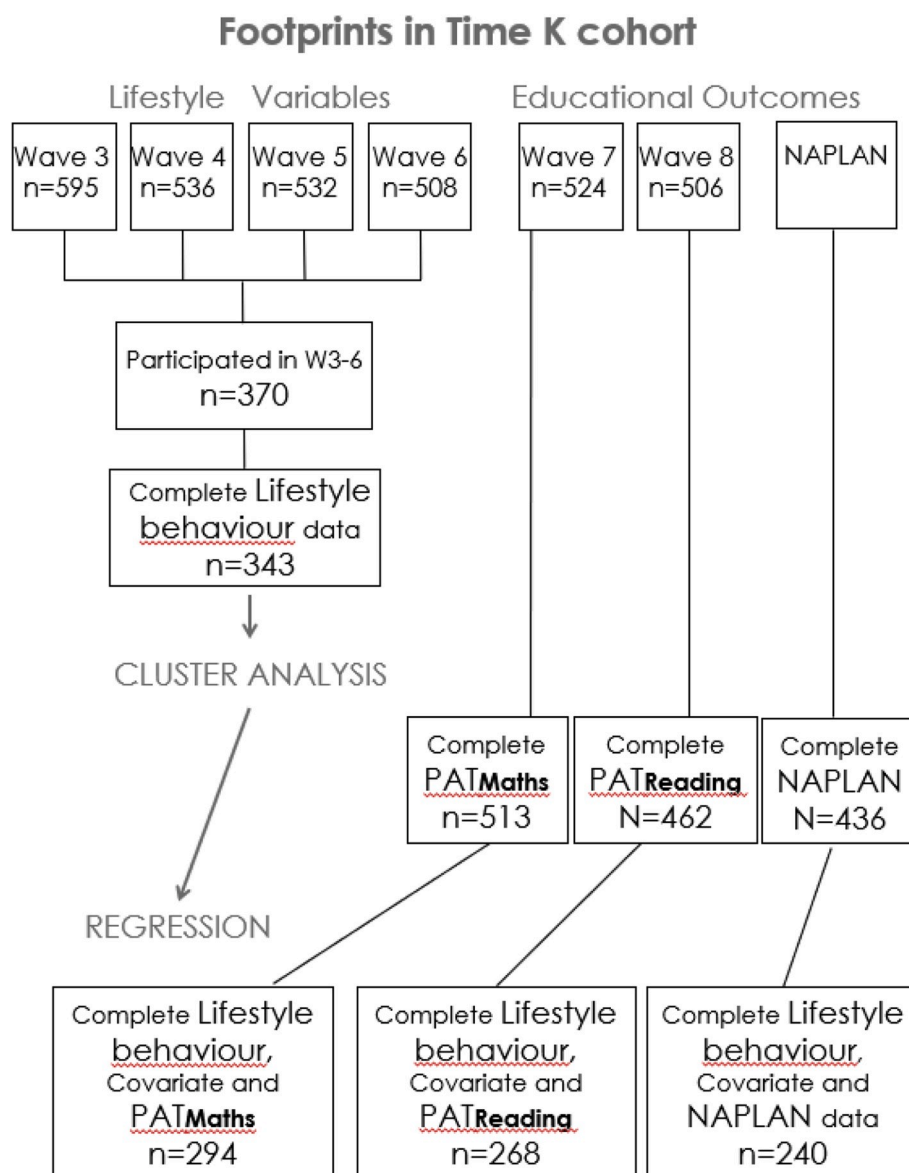 Footprints in Time K cohort
Lifestyle Variables
Educational Outcomes
Wave 3
n=595
Wave 4
n=536
Wave 5
n=532
Wave 6
n=508
Wave 7
n=524
Wave 8
n=506
NAPLAN
Participated in W3-6
n=370
Complete Lifestyle
behaviour data
n=343
CLUSTER ANALYSIS
Complete
PATMaths
n=513
Complete
PATReading
N=462
Complete
NAPLAN
N=436
REGRESSION
Complete Lifestyle
behaviour,
Covariate and
PATMaths
n=294
Complete Lifestyle
behaviour,
Covariate and
PATReading
n=268
Complete Lifestyle
behaviour,
Covariate and
NAPLAN data
n=240